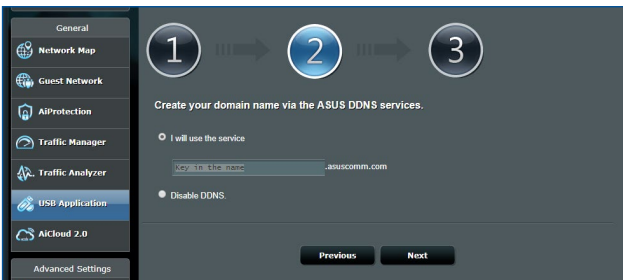 General
Network Map
Guest Network
AiProtection
Traffic Manager
Traffic Analyzer
USB Application
AiCloud 2.0
Advanced Settings
1 2 3
Create your domain name via the ASUS DDNS services.
I will use the service
Key in the name .asuscomm.com
Disable DDNS.
Previous Next